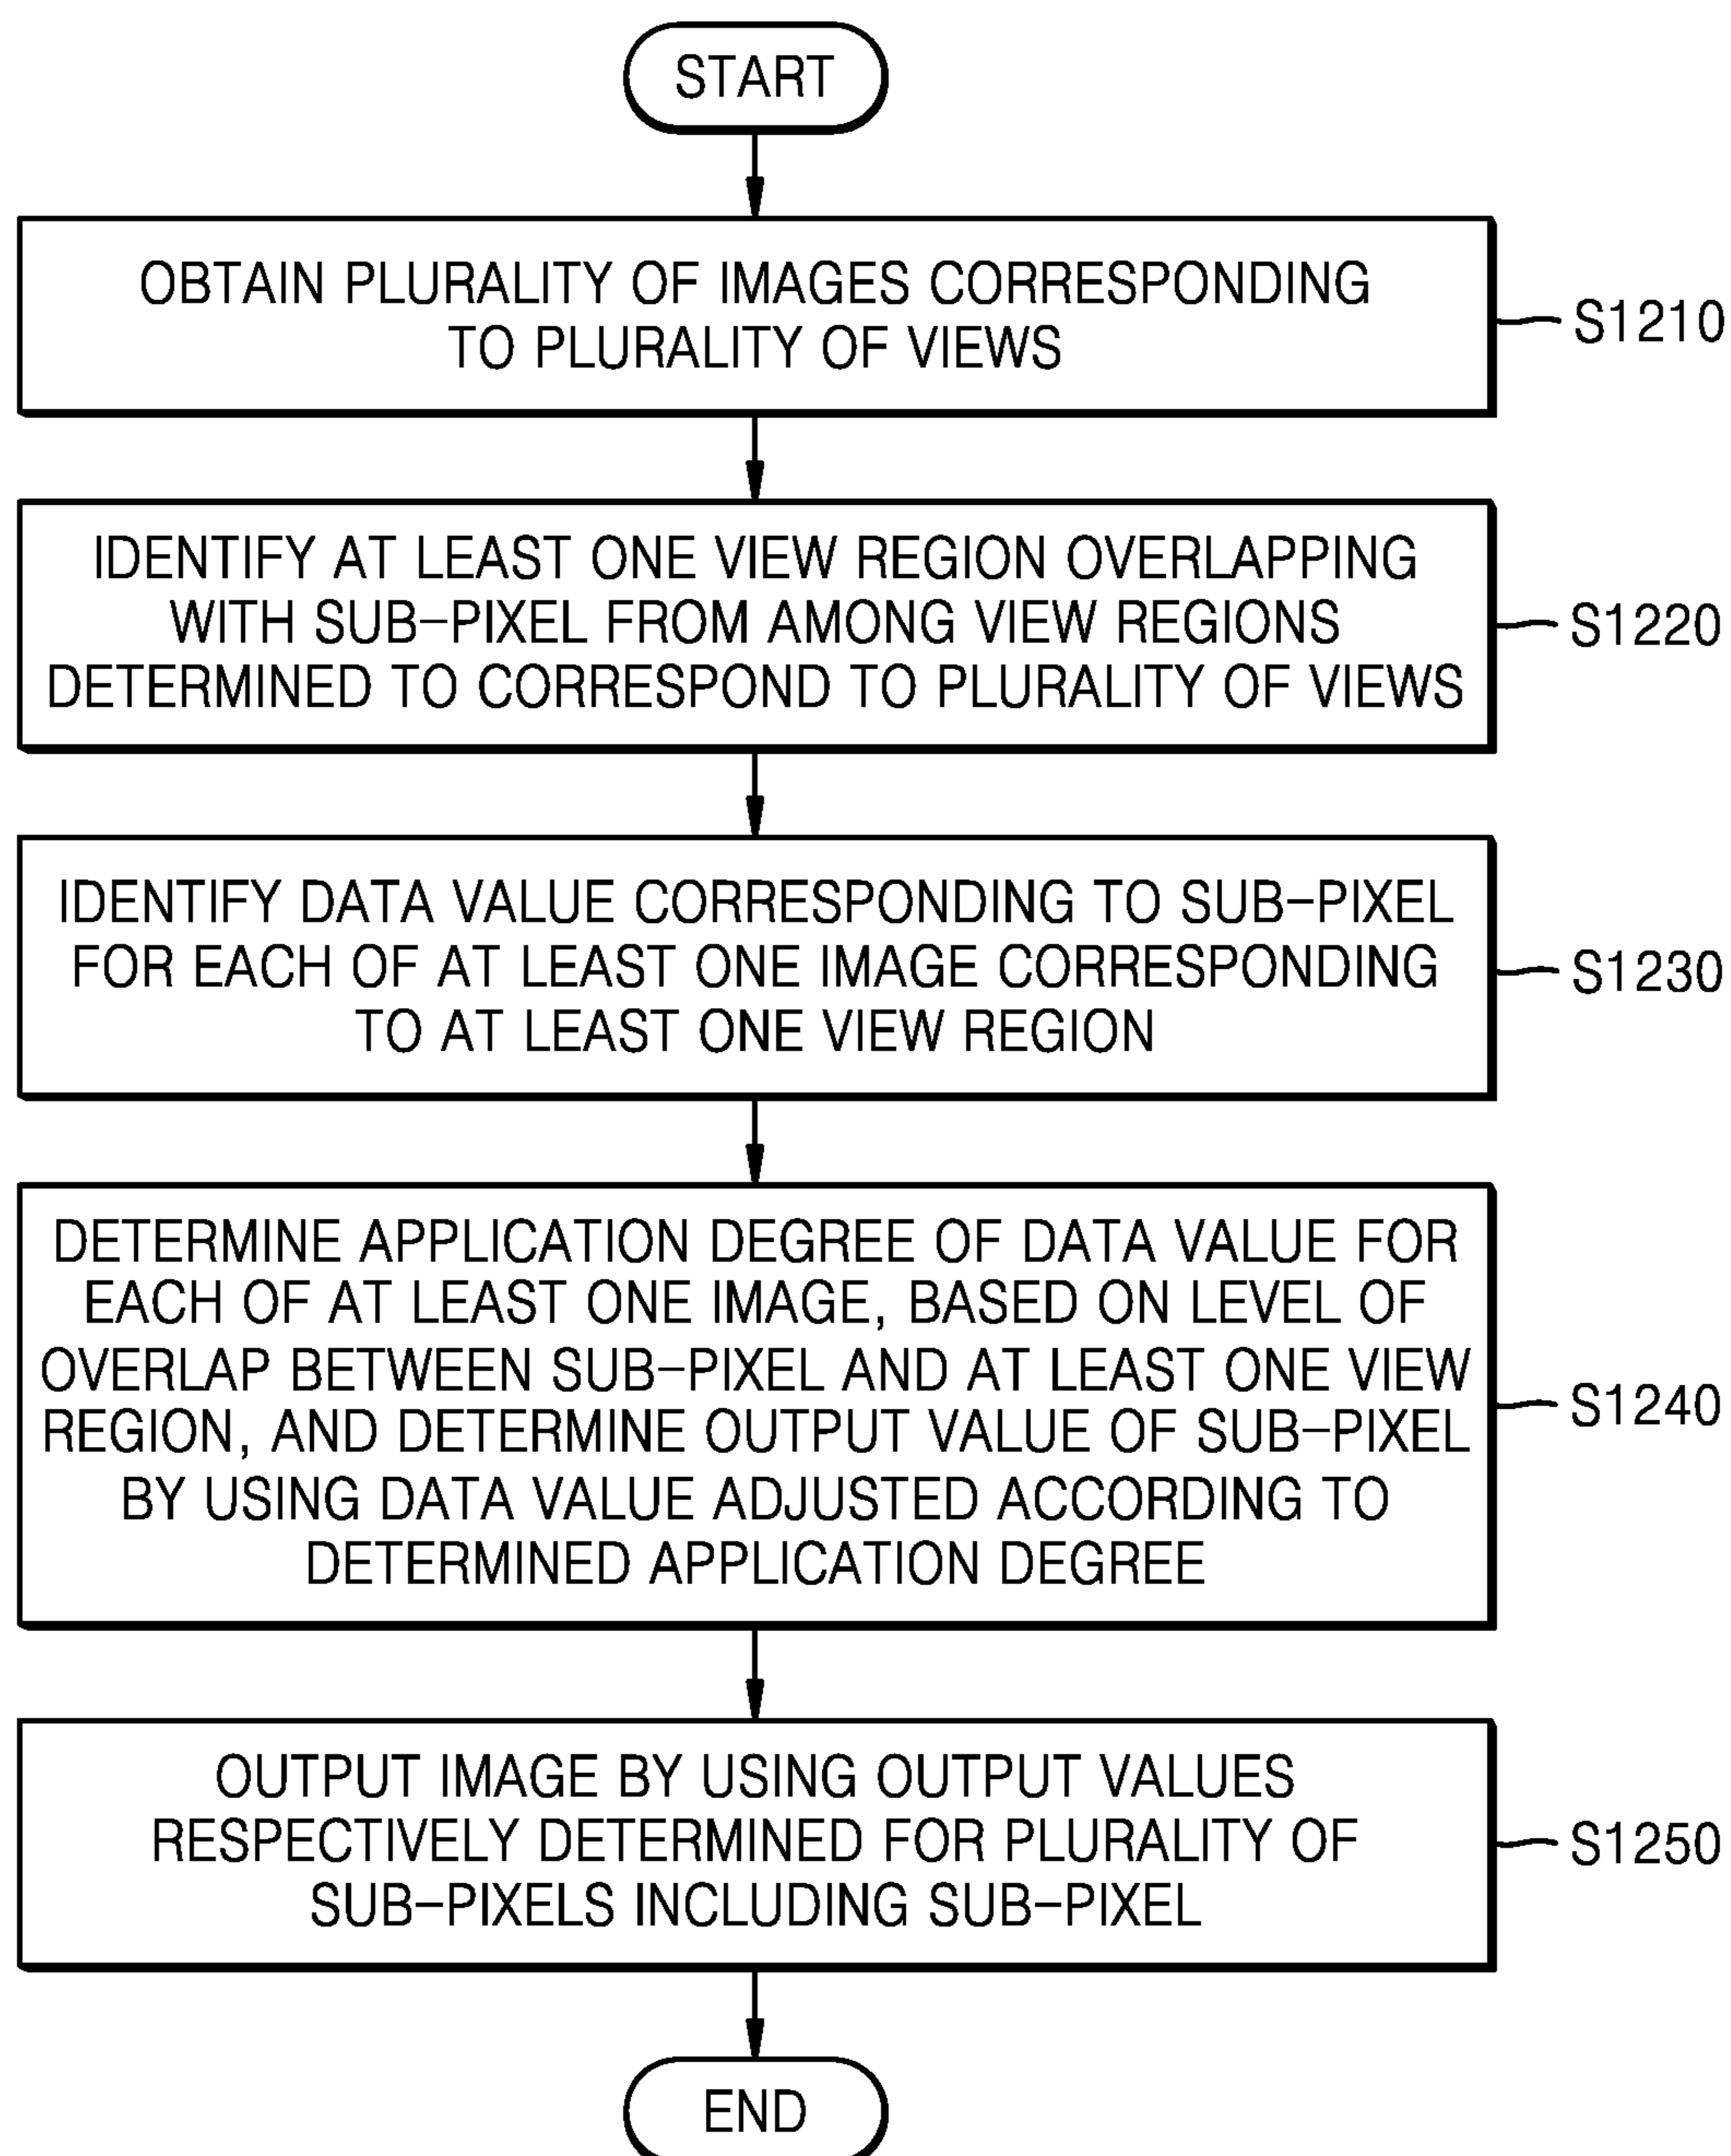 START
OBTAIN PLURALITY OF IMAGES CORRESPONDING
TO PLURALITY OF VIEWS
S1210
IDENTIFY AT LEAST ONE VIEW REGION OVERLAPPING
WITH SUB-PIXEL FROM AMONG VIEW REGIONS
DETERMINED TO CORRESPOND TO PLURALITY OF VIEWS
S1220
IDENTIFY DATA VALUE CORRESPONDING TO SUB-PIXEL
FOR EACH OF AT LEAST ONE IMAGE CORRESPONDING
TO AT LEAST ONE VIEW REGION
S1230
DETERMINE APPLICATION DEGREE OF DATA VALUE FOR
EACH OF AT LEAST ONE IMAGE, BASED ON LEVEL OF
OVERLAP BETWEEN SUB-PIXEL AND AT LEAST ONE VIEW
REGION, AND DETERMINE OUTPUT VALUE OF SUB-PIXEL
BY USING DATA VALUE ADJUSTED ACCORDING TO
DETERMINED APPLICATION DEGREE
S1240
OUTPUT IMAGE BY USING OUTPUT VALUES
RESPECTIVELY DETERMINED FOR PLURALITY OF
SUB-PIXELS INCLUDING SUB-PIXEL
S1250
END